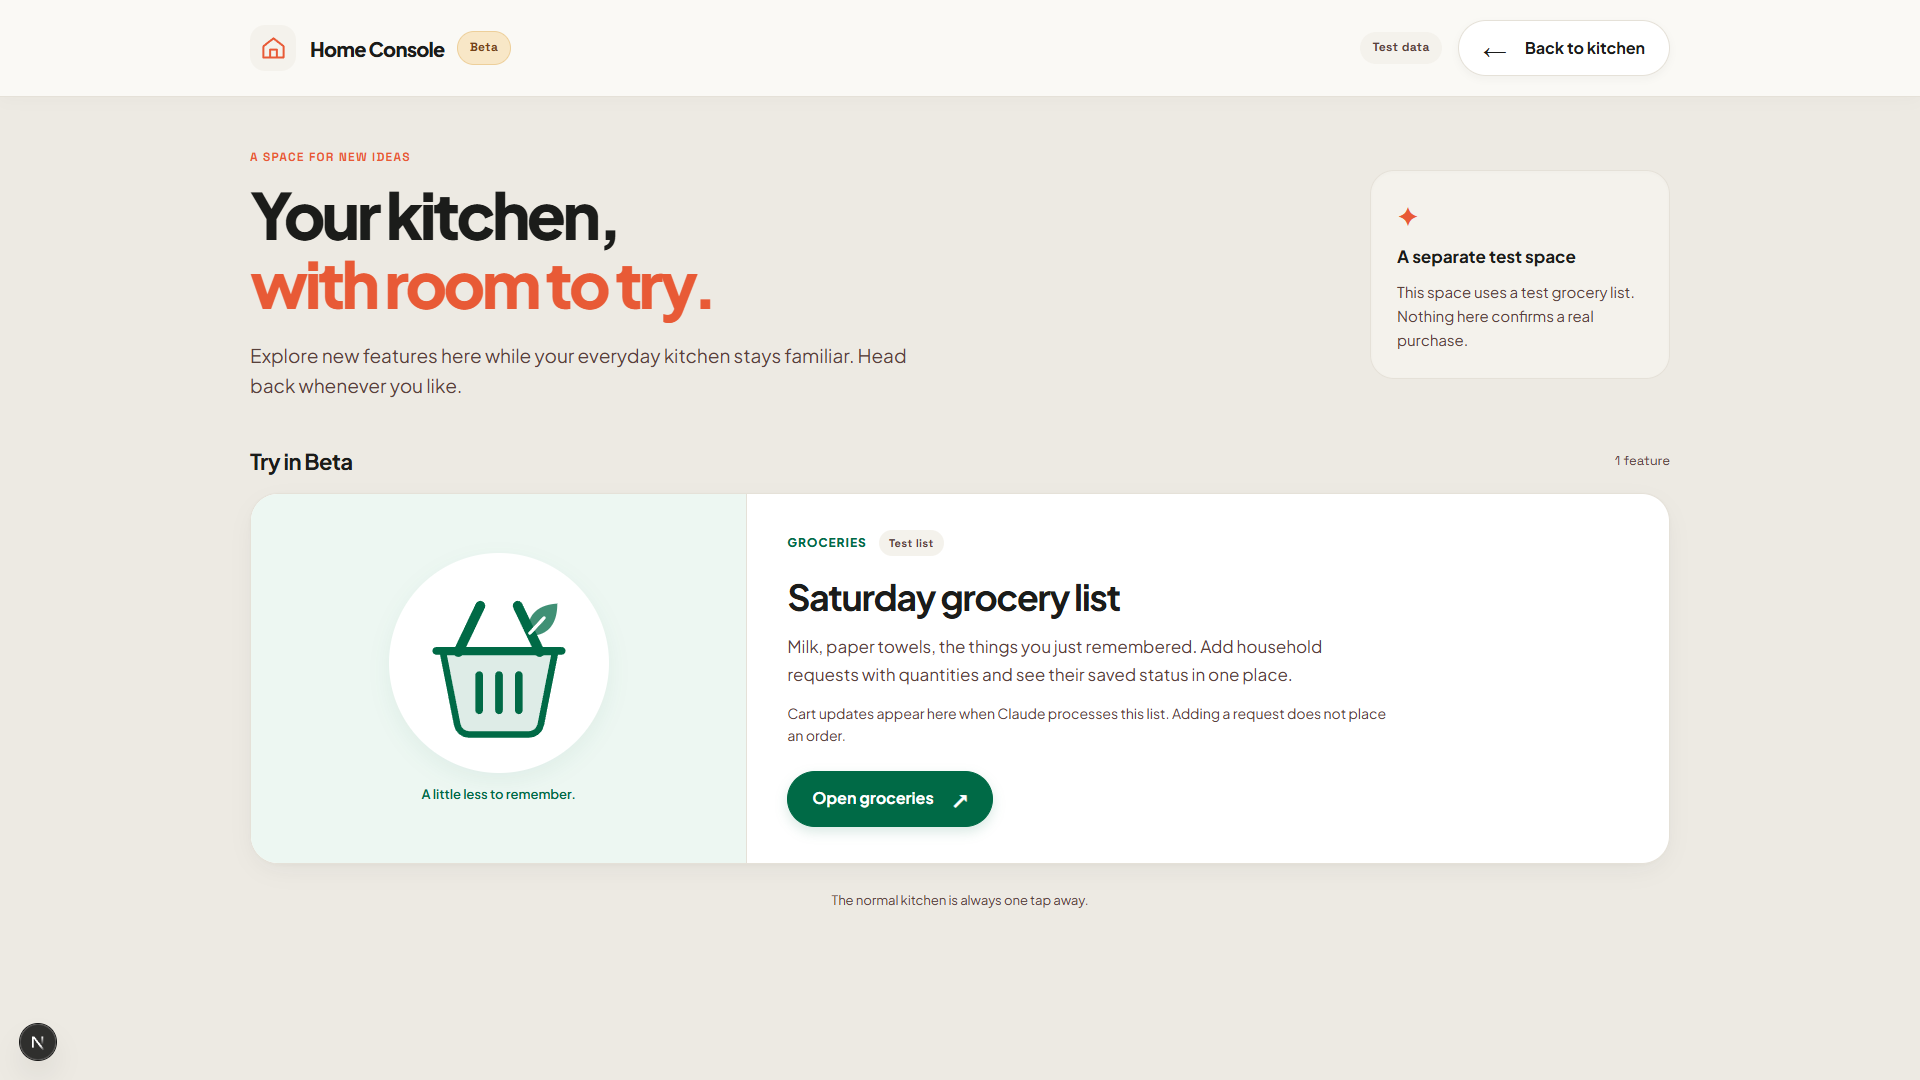 Home Console
Beta
Test data
← Back to kitchen
A SPACE FOR NEW IDEAS
Your kitchen,
with room to try.
Explore new features here while your everyday kitchen stays familiar. Head
back whenever you like.
A separate test space
This space uses a test grocery list.
Nothing here confirms a real
purchase.
Try in Beta
1 feature
A little less to remember.
GROCERIES
Test list
Saturday grocery list
Milk, paper towels, the things you just remembered. Add household
requests with quantities and see their saved status in one place.
Cart updates appear here when Claude processes this list. Adding a request does not place
an order.
Open groceries ↗
The normal kitchen is always one tap away.
N